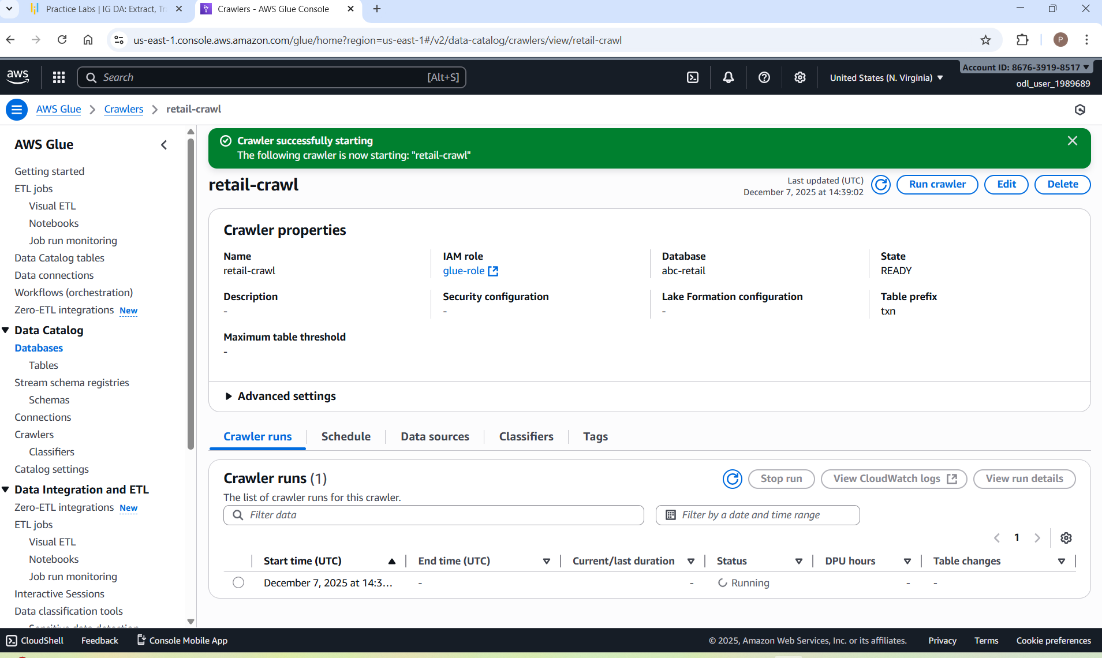 Practice Labs | IG DA: Extract, Tr
Crawlers - AWS Glue Console
us-east-1.console.aws.amazon.com/glue/home?region=us-east-1#/v2/data-catalog/crawlers/view/retail-crawl
P
aws
Search
[Alt+S]
United States (N. Virginia)
Account ID: 8676-3919-8517
odl_user_1989689
AWS Glue
Crawlers
retail-crawl
AWS Glue
Getting started
ETL jobs
Visual ETL
Notebooks
Job run monitoring
Data Catalog tables
Data connections
Workflows (orchestration)
Zero-ETL integrations New
Data Catalog
Databases
Tables
Stream schema registries
Schemas
Connections
Crawlers
Classifiers
Catalog settings
Data Integration and ETL
Zero-ETL integrations New
ETL jobs
Visual ETL
Notebooks
Job run monitoring
Interactive Sessions
Data classification tools
Sensitive data detection
Crawler successfully starting
The following crawler is now starting: "retail-crawl"
retail-crawl
Last updated (UTC)
December 7, 2025 at 14:39:02
Run crawler
Edit
Delete
Crawler properties
Name
retail-crawl
IAM role
glue-role
Database
abc-retail
State
READY
Description
-
Security configuration
-
Lake Formation configuration
-
Table prefix
txn
Maximum table threshold
-
Advanced settings
Crawler runs
Schedule
Data sources
Classifiers
Tags
Crawler runs (1)
The list of crawler runs for this crawler.
Stop run
View CloudWatch logs
View run details
Filter data
Filter by a date and time range
1
Start time (UTC) End time (UTC) Current/last duration Status DPU hours Table changes
December 7, 2025 at 14:3... - - Running - -
CloudShell
Feedback
Console Mobile App
© 2025, Amazon Web Services, Inc. or its affiliates.
Privacy
Terms
Cookie preferences